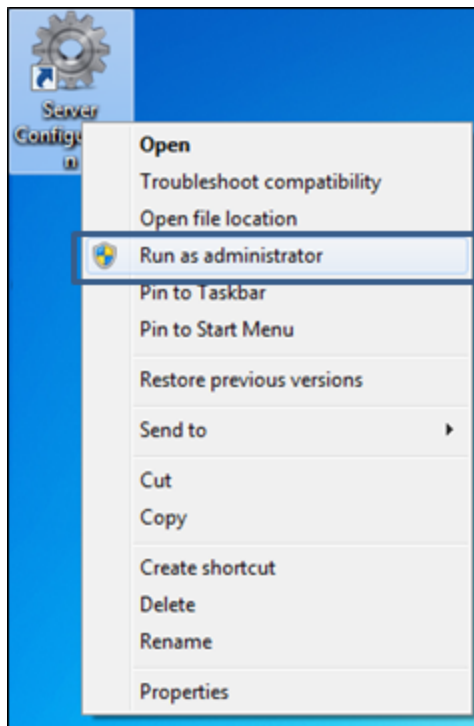 Server
Open
Troubleshoot compatibility
Open file location
Run as administrator
Pin to Taskbar
Pin to Start Menu
Restore previous versions
Send to
Cut
Copy
Create shortcut
Delete
Rename
Properties